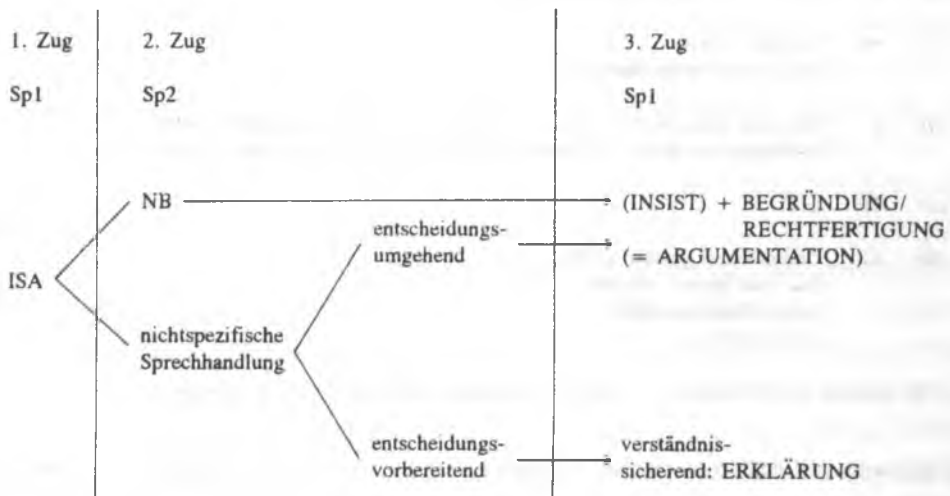 1. Zug 2. Zug 3. Zug
Sp1 Sp2 Sp1
NB (INSIST) + BEGRÜNDUNG/
RECHTFERTIGUNG
entscheidungs-
umgehend (= ARGUMENTATION)
ISA
nichtspezifische
Sprechhandlung
entscheidungs- verständnis-
vorbereitend sichernd: ERKLÄRUNG